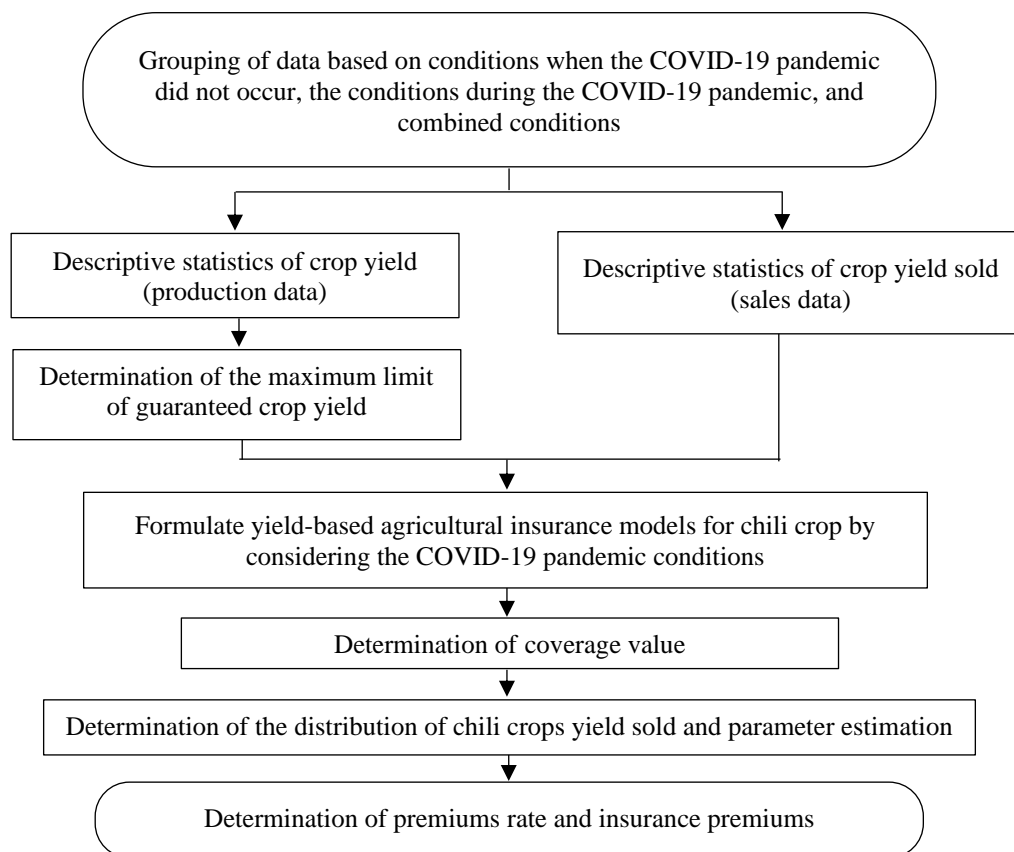 Grouping of data based on conditions when the COVID-19 pandemic
did not occur, the conditions during the COVID-19 pandemic, and
combined conditions
Descriptive statistics of crop yield
(production data)
Descriptive statistics of crop yield sold
(sales data)
Determination of the maximum limit
of guaranteed crop yield
Formulate yield-based agricultural insurance models for chili crop by
considering the COVID-19 pandemic conditions
Determination of coverage value
Determination of the distribution of chili crops yield sold and parameter estimation
Determination of premiums rate and insurance premiums